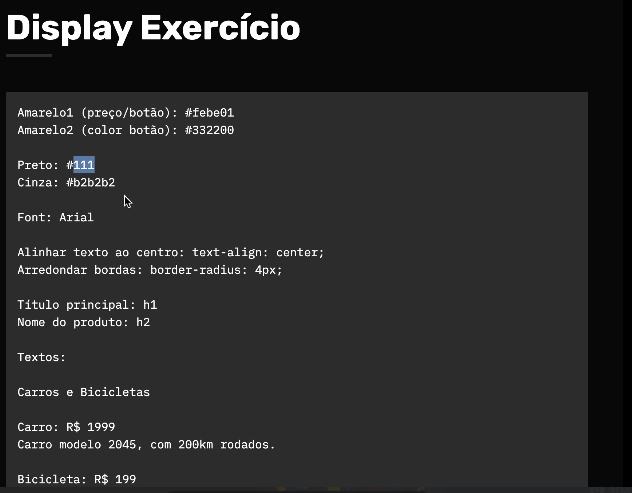 Display Exercício
Amarelo1 (preço/botão): #febe01
Amarelo2 (color botào): #332200
Preto: #111
Cinza: #b2b2b2
Font: Arial
Alinhar texto ao centro: text-align: center;
Arredondar bordas: border-radius: 4px;
Título principal: h1
Nome do produto: h2
Textos:
Carros e Bicicletas
Carro: R$ 1999
Carro modelo 2045, com 200km rodados.
Bicicleta: R$ 199